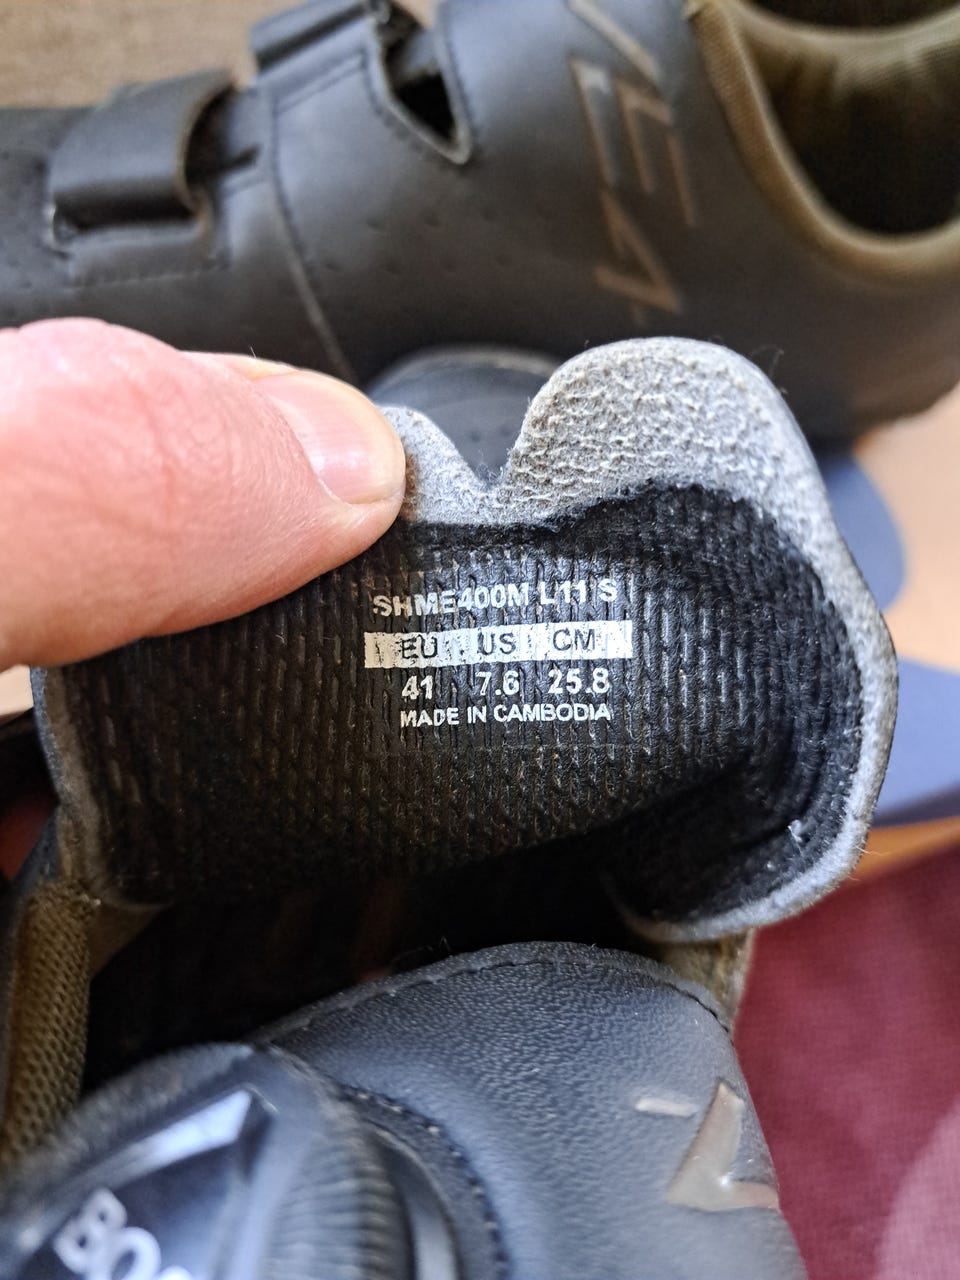 SHME400M L11 S
EU US CM
41 7.6 25.8
MADE IN CAMBODIA